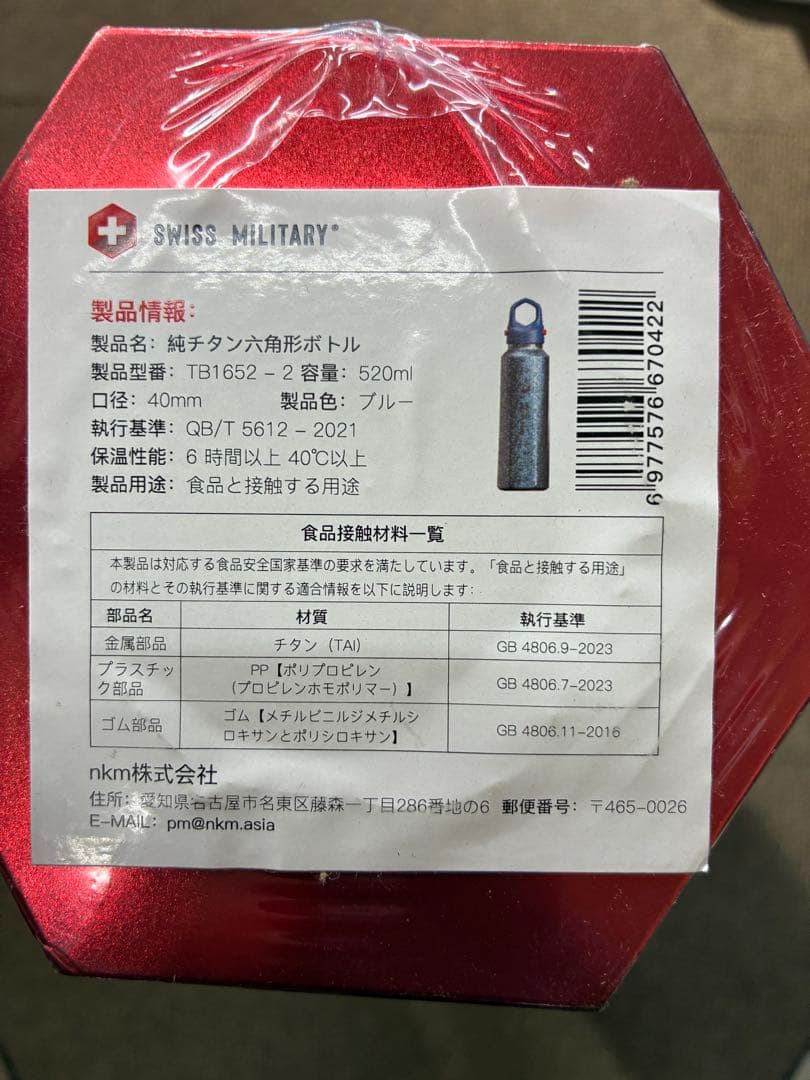 SWISS MILITARY®
製品情報:
製品名: 純チタン六角形ボトル
製品型番: TB1652 - 2 容量: 520ml
口径: 40mm 製品色: ブルー
執行基準: QB/T 5612 - 2021
保温性能: 6 時間以上 40℃以上
製品用途: 食品と接触する用途
6 977576 670422
食品接触材料一覧
本製品は対応する食品安全国家基準の要求を満たしています。「食品と接触する用途」
の材料とその執行基準に関する適合情報を以下に説明します:
部品名 材質 執行基準
金属部品 チタン（TAI） GB 4806.9-2023
プラスチッ
ク部品
PP【ポリプロピレン
（プロピレンホモポリマー）】
GB 4806.7-2023
ゴム部品
ゴム【メチルビニルジメチルシ
ロキサンとポリシロキサン】
GB 4806.11-2016
nkm株式会社
住所: 愛知県名古屋市名東区藤森一丁目286番地の6 郵便番号: 〒465-0026
E-MAIL: pm@nkm.asia